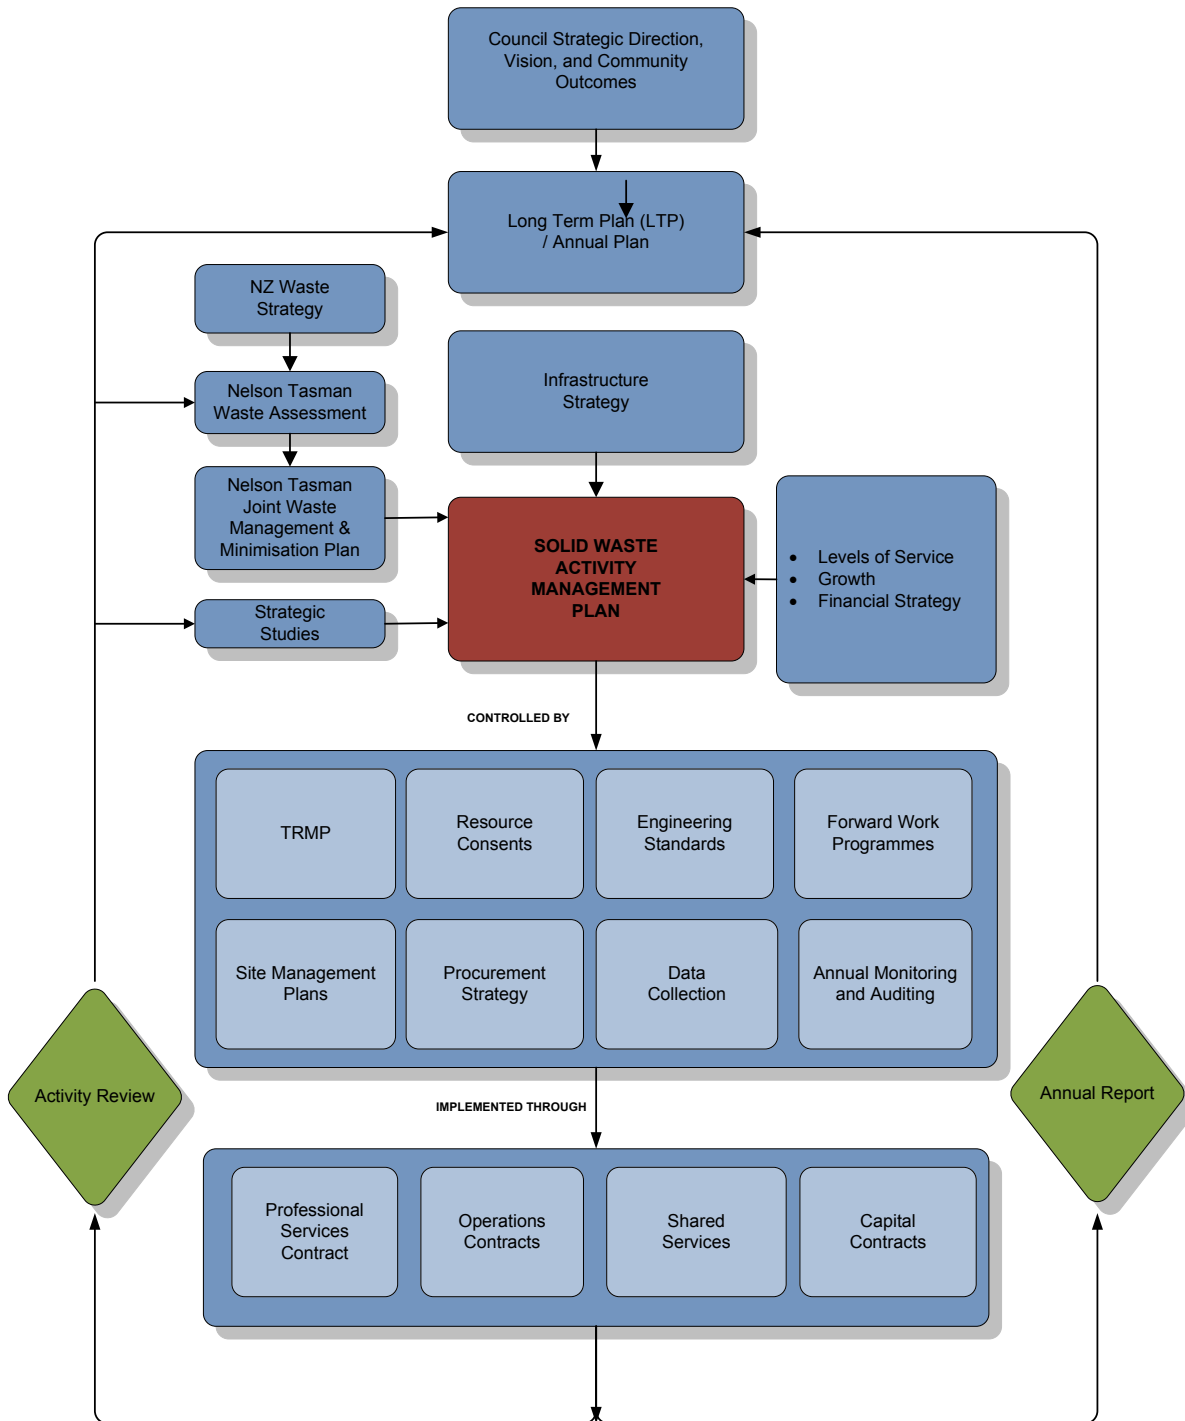 Council Strategic Direction,
Vision, and Community
Outcomes
Long Term Plan (LTP)
/ Annual Plan
NZ Waste
Strategy
Infrastructure
Strategy
Nelson Tasman
Waste Assessment
Nelson Tasman
Joint Waste
Management &
Minimisation Plan
SOLID WASTE
ACTIVITY
MANAGEMENT
PLAN
• Levels of Service
• Growth
• Financial Strategy
Strategic
Studies
CONTROLLED BY
TRMP
Resource
Consents
Engineering
Standards
Forward Work
Programmes
Site Management
Plans
Procurement
Strategy
Data
Collection
Annual Monitoring
and Auditing
Activity Review
Annual Report
IMPLEMENTED THROUGH
Professional
Services
Contract
Operations
Contracts
Shared
Services
Capital
Contracts